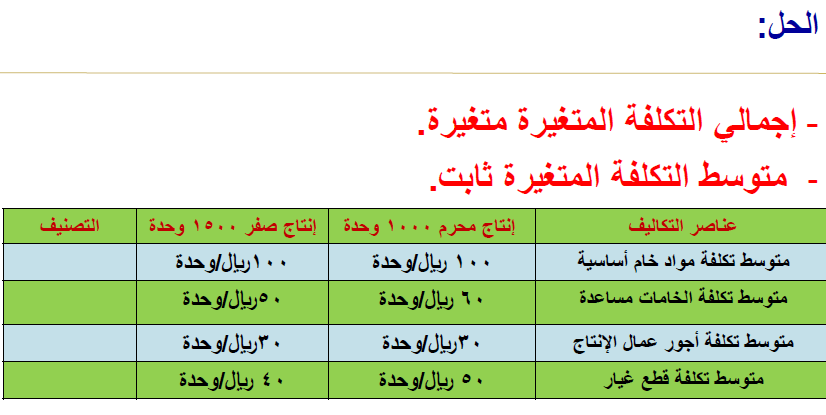 الحل:
- إجمالي التكلفة المتغيرة متغيرة.
- متوسط التكلفة المتغيرة ثابت.
عناصر التكاليف إنتاج محرم ١٠٠٠ وحدة إنتاج صفر ١٥٠٠ وحدة التصنيف
متوسط تكلفة مواد خام أساسية ١٠٠ ريال/وحدة ١٠٠ريال/وحدة
متوسط تكلفة الخامات مساعدة ٦٠ ريال/وحدة ٥٠ريال/وحدة
متوسط تكلفة أجور عمال الإنتاج ٣٠ريال/وحدة ٣٠ريال/وحدة
متوسط تكلفة قطع غيار ٥٠ ريال/وحدة ٤٠ ريال/وحدة